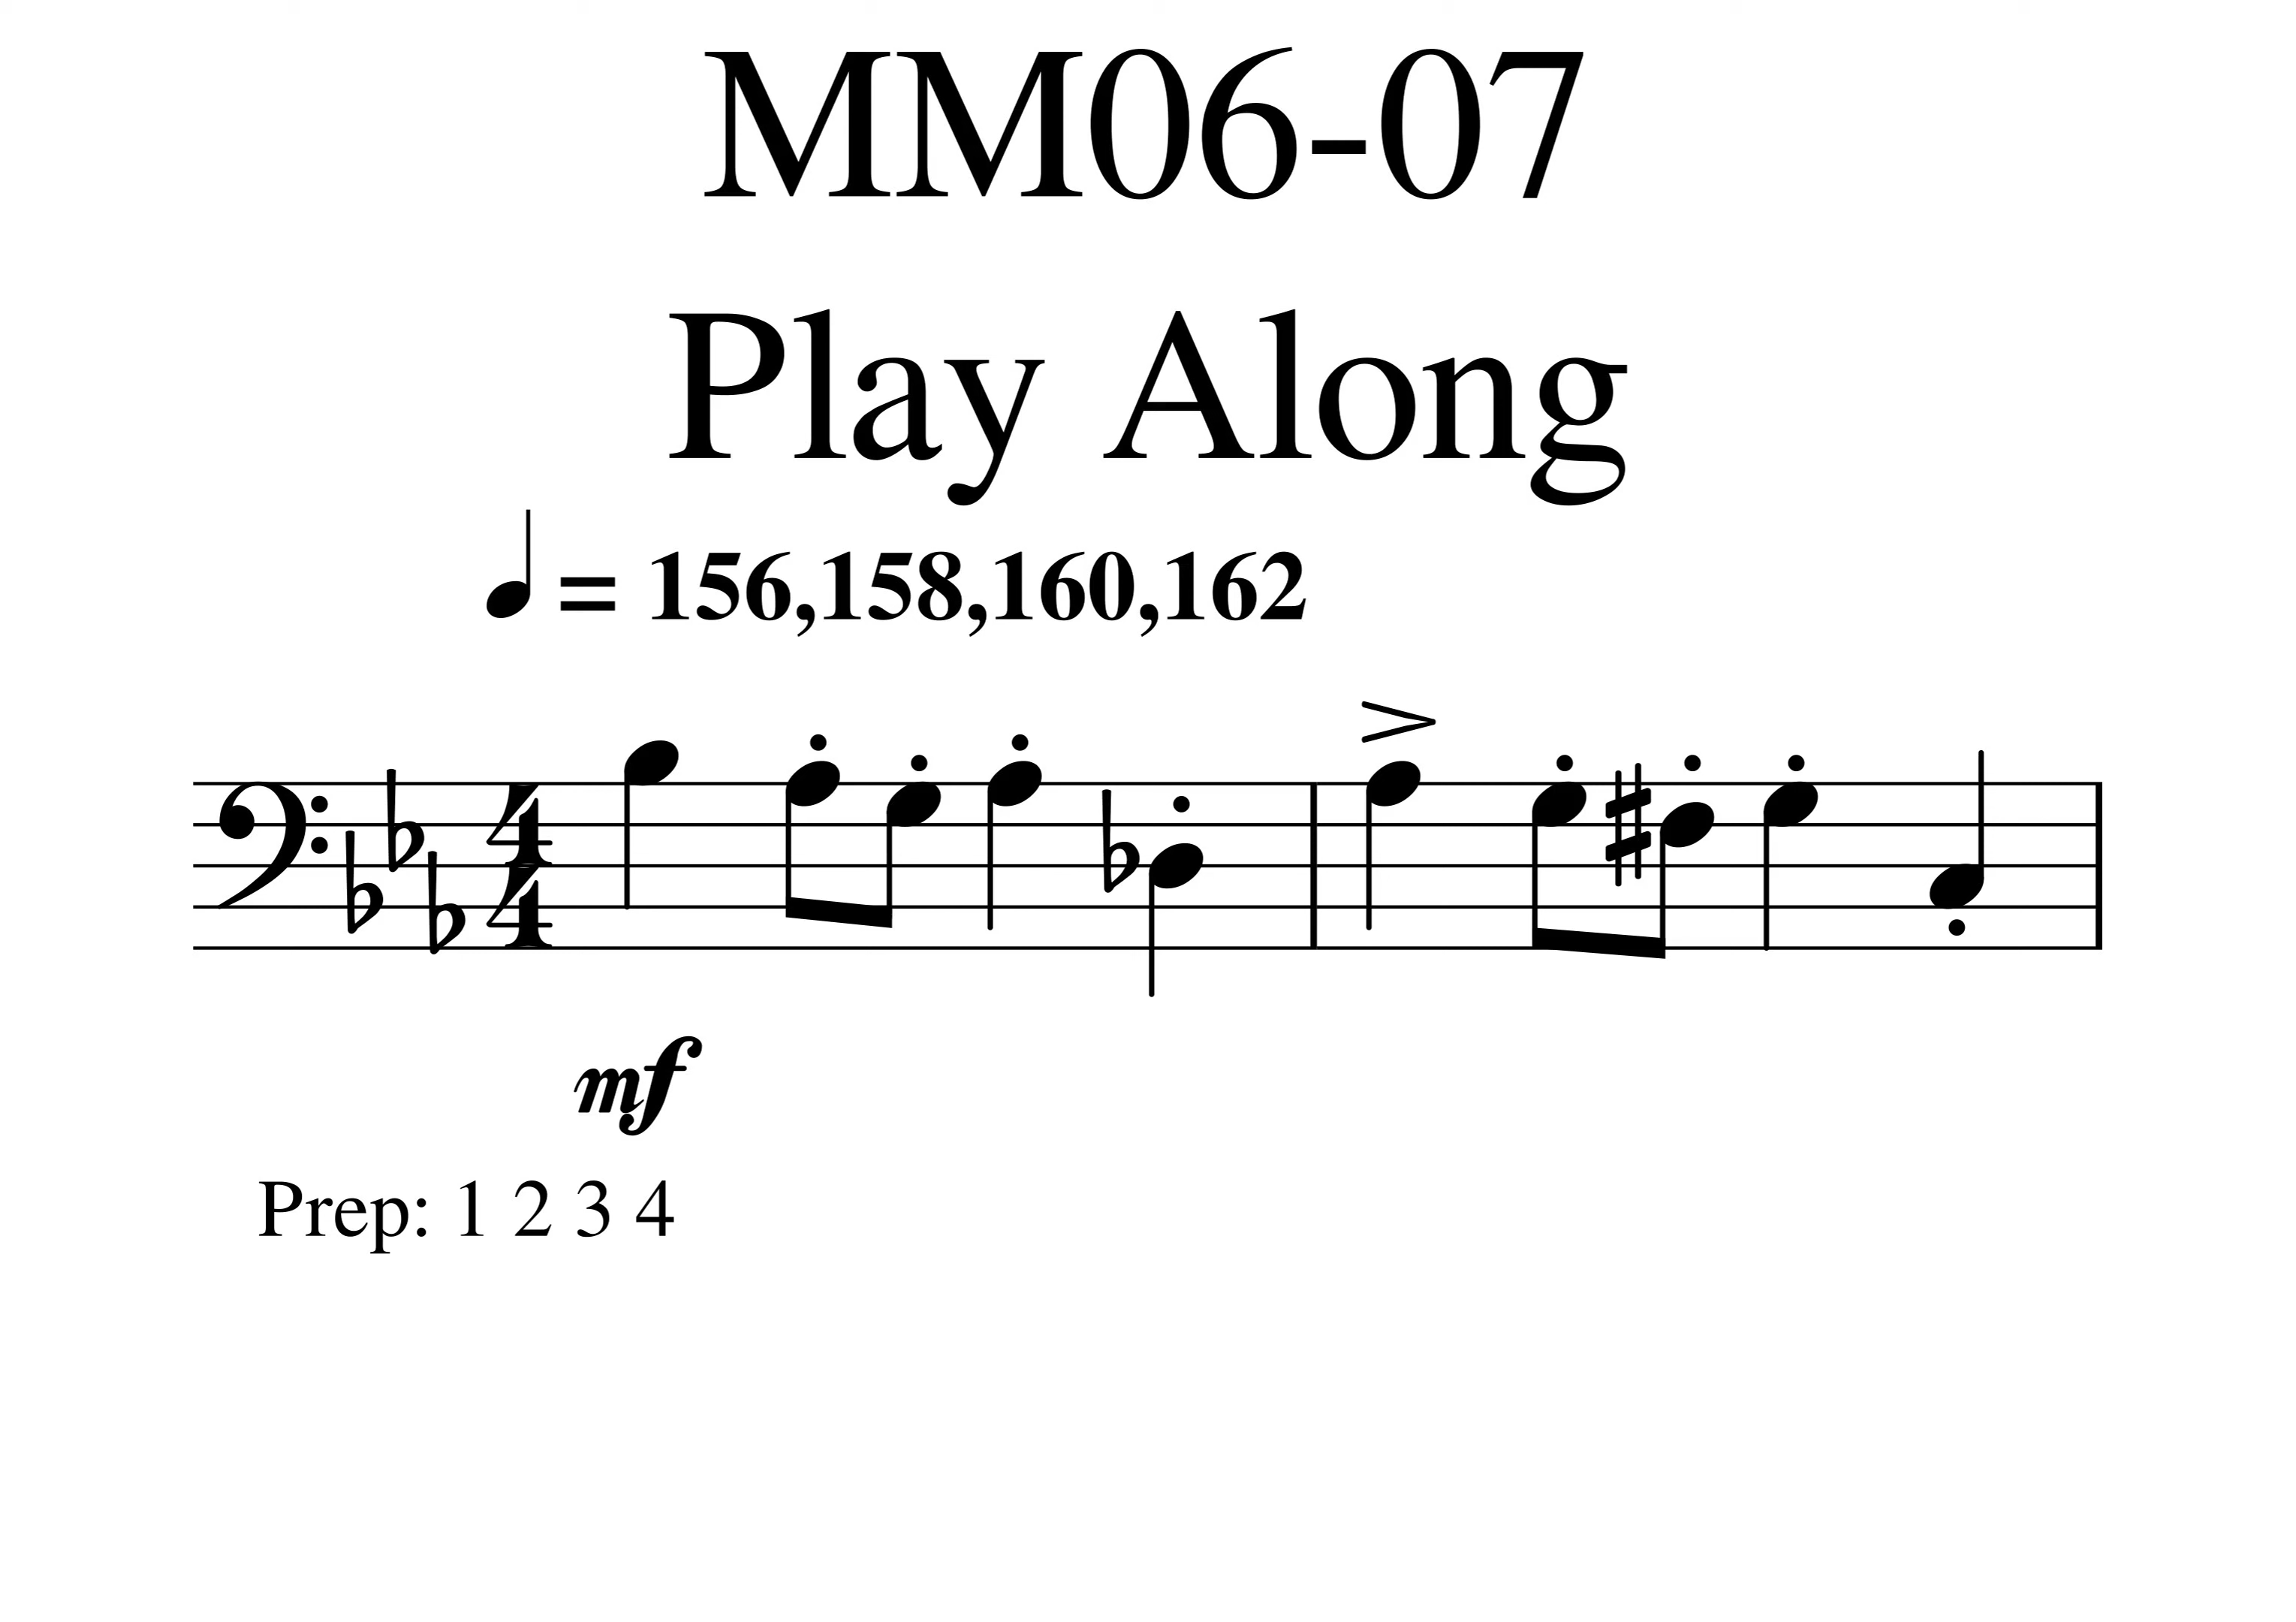 MM06-07
Play Along
♩ = 156,158,160,162
mf
Prep: 1 2 3 4